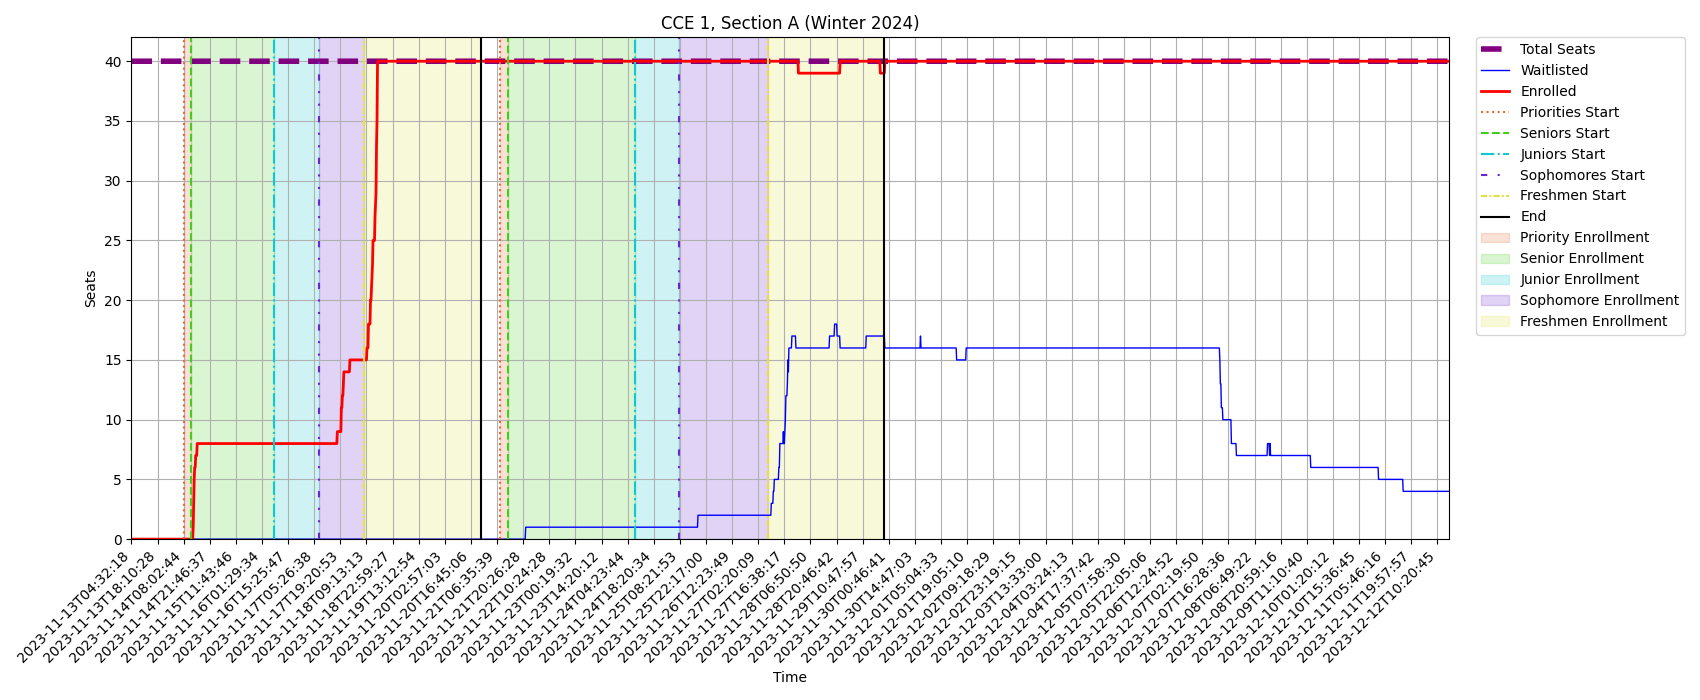 CCE 1, Section A (Winter 2024)
Seats
40
35
30
25
20
15
10
5
0
2023-11-13T04:32:18
2023-11-13T18:10:28
2023-11-14T08:02:44
2023-11-14T21:46:37
2023-11-15T11:43:46
2023-11-16T01:29:34
2023-11-16T15:25:47
2023-11-17T05:26:38
2023-11-17T19:20:53
2023-11-18T09:13:13
2023-11-18T22:59:27
2023-11-19T13:12:54
2023-11-20T02:57:03
2023-11-20T16:45:06
2023-11-21T06:35:39
2023-11-21T20:26:28
2023-11-22T10:24:28
2023-11-23T00:19:32
2023-11-23T14:20:12
2023-11-24T04:23:44
2023-11-24T18:20:34
2023-11-25T08:21:53
2023-11-25T22:17:00
2023-11-26T12:23:49
2023-11-27T02:20:09
2023-11-27T16:38:17
2023-11-28T06:50:50
2023-11-28T20:46:42
2023-11-29T10:47:57
2023-11-30T00:46:41
2023-11-30T14:47:03
2023-12-01T05:04:33
2023-12-01T19:05:10
2023-12-02T09:18:29
2023-12-02T23:19:15
2023-12-03T13:33:00
2023-12-04T03:24:13
2023-12-04T17:37:42
2023-12-05T07:58:30
2023-12-05T22:05:06
2023-12-06T12:24:52
2023-12-07T02:19:50
2023-12-07T16:28:36
2023-12-08T06:49:22
2023-12-08T20:59:16
2023-12-09T11:10:40
2023-12-10T01:20:12
2023-12-10T15:36:45
2023-12-11T05:46:16
2023-12-11T19:57:57
2023-12-12T10:20:45
Time
Total Seats
Waitlisted
Enrolled
Priorities Start
Seniors Start
Juniors Start
Sophomores Start
Freshmen Start
End
Priority Enrollment
Senior Enrollment
Junior Enrollment
Sophomore Enrollment
Freshmen Enrollment